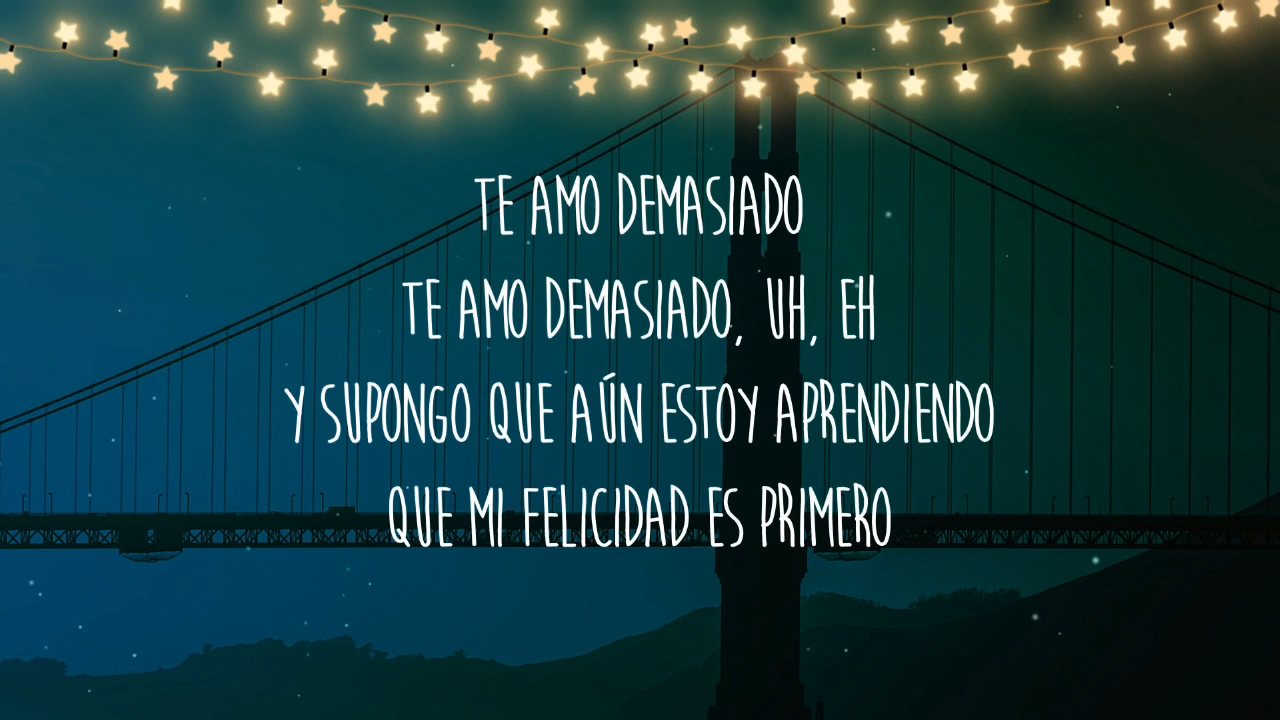 TE AMO DEMASIADO
TE AMO DEMASIADO, UH, EH
Y SUPONGO QUE AÚN ESTOY APRENDIENDO
QUE MI FELICIDAD ES PRIMERO